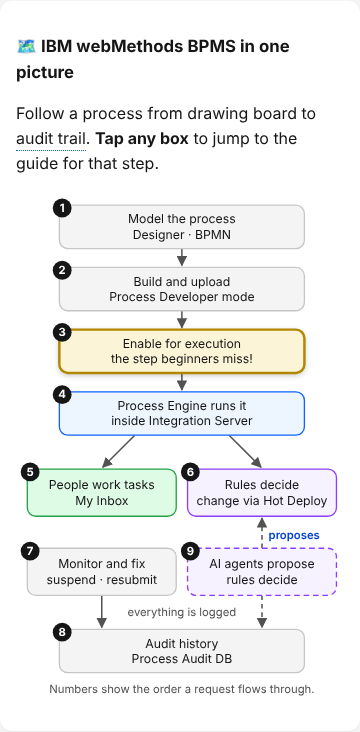 🗺️ IBM webMethods BPMS in one
picture
Follow a process from drawing board to
audit trail. Tap any box to jump to the
guide for that step.
1
Model the process
Designer · BPMN
2
Build and upload
Process Developer mode
3
Enable for execution
the step beginners miss!
4
Process Engine runs it
inside Integration Server
5
People work tasks
My Inbox
6
Rules decide
change via Hot Deploy
proposes
7
Monitor and fix
suspend · resubmit
9
AI agents propose
rules decide
everything is logged
8
Audit history
Process Audit DB
Numbers show the order a request flows through.